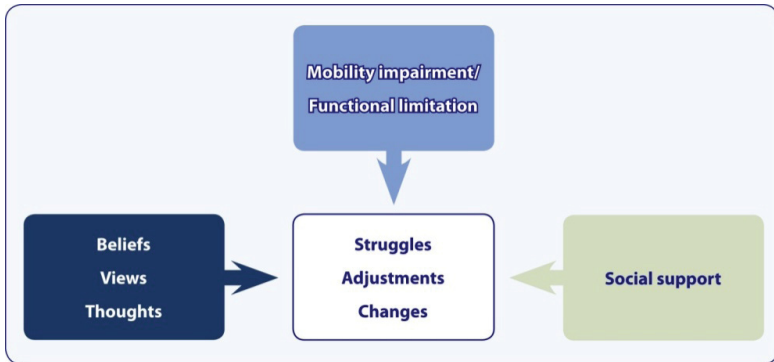 Mobility impairment/
Functional limitation
Beliefs
Views
Thoughts
Struggles
Adjustments
Changes
Social support